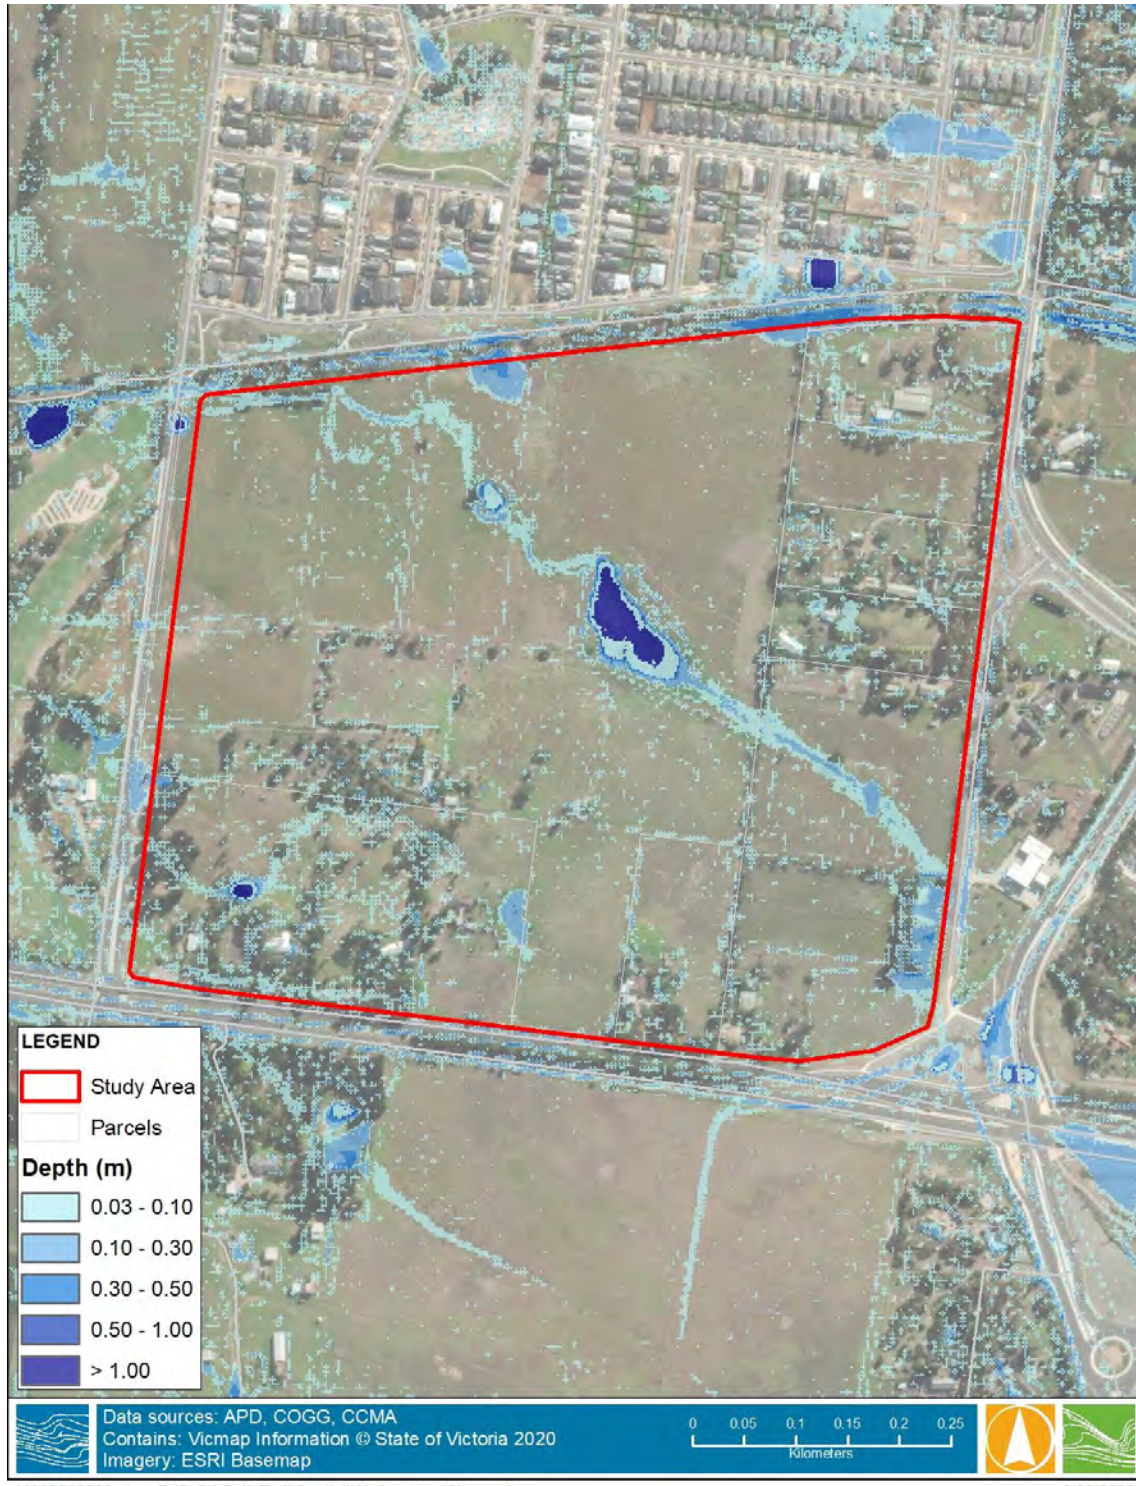 LEGEND
Study Area
Parcels
Depth (m)
0.03 - 0.10
0.10 - 0.30
0.30 - 0.50
0.50 - 1.00
> 1.00
Data sources: APD, COGG, CCMA
Contains: Vicmap Information © State of Victoria 2020
Imagery: ESRI Basemap
0 0.05 0.1 0.15 0.2 0.25
Kilometers